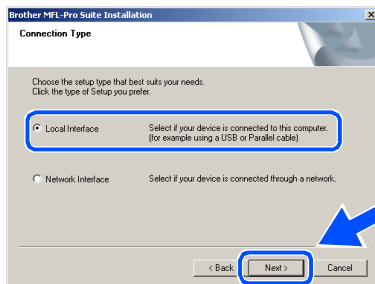 Brother MFL-Pro Suite Installation
Connection Type
Choose the setup type that best suits your needs.
Click the type of Setup you prefer.
Local Interface Select if your device is connected to this computer.
(for example using a USB or Parallel cable)
Network Interface Select if your device is connected through a network.
< Back Next > Cancel